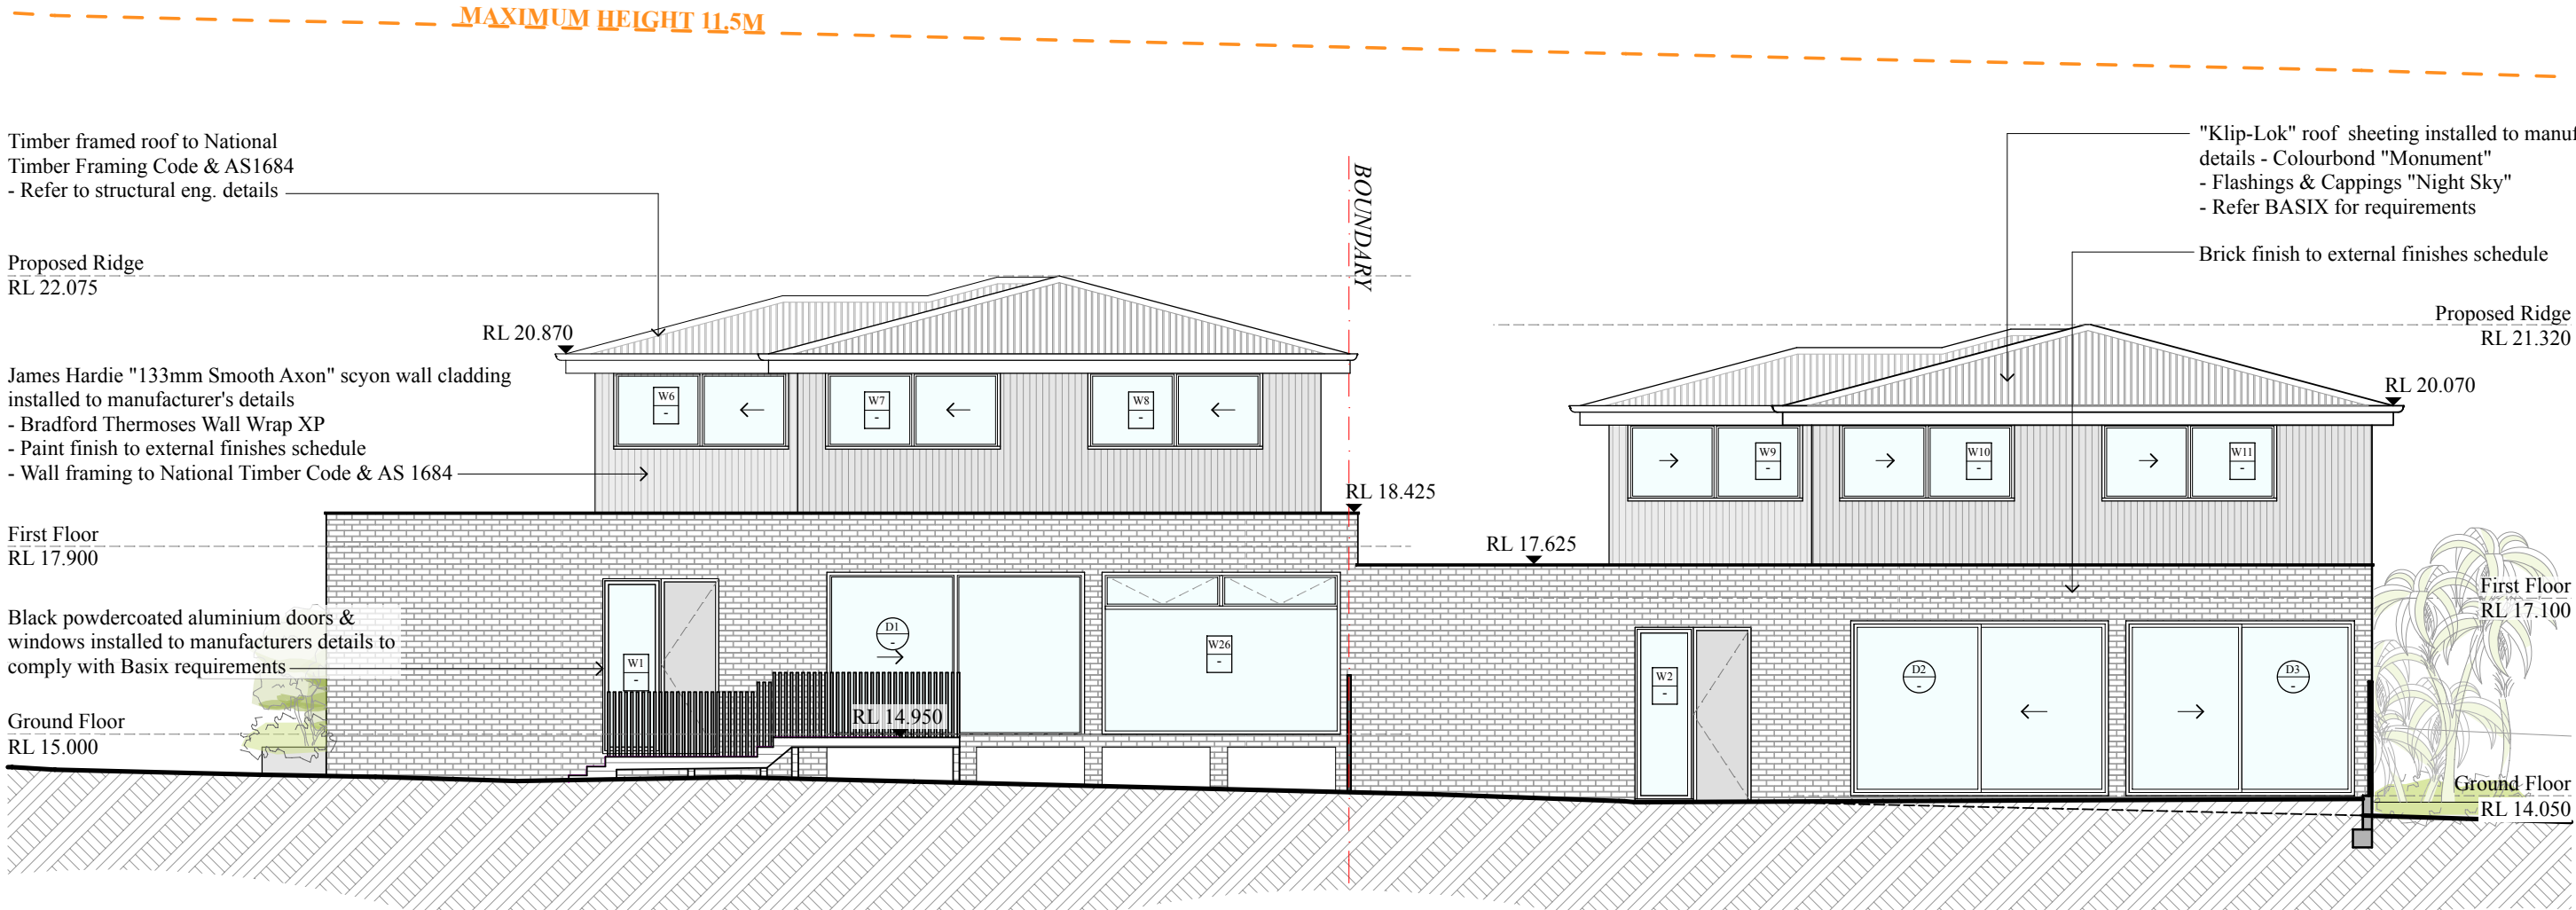 MAXIMUM HEIGHT 11.5M
Timber framed roof to National
Timber Framing Code & AS1684
- Refer to structural eng. details
"Klip-Lok" roof sheeting installed to manuf
details - Colourbond "Monument"
- Flashings & Cappings "Night Sky"
- Refer BASIX for requirements
BOUNDARY
Brick finish to external finishes schedule
Proposed Ridge
RL 22.075
Proposed Ridge
RL 21.320
RL 20.870
RL 20.070
James Hardie "133mm Smooth Axon" scyon wall cladding
installed to manufacturer's details
- Bradford Thermoses Wall Wrap XP
- Paint finish to external finishes schedule
- Wall framing to National Timber Code & AS 1684
W6
-
W7
-
W8
-
W9
-
W10
-
W11
-
RL 18.425
RL 17.625
First Floor
RL 17.900
First Floor
RL 17.100
Black powdercoated aluminium doors &
windows installed to manufacturers details to
comply with Basix requirements
W1
-
D1
-
W26
-
W2
-
D2
-
D3
-
RL 14.950
Ground Floor
RL 15.000
Ground Floor
RL 14.050